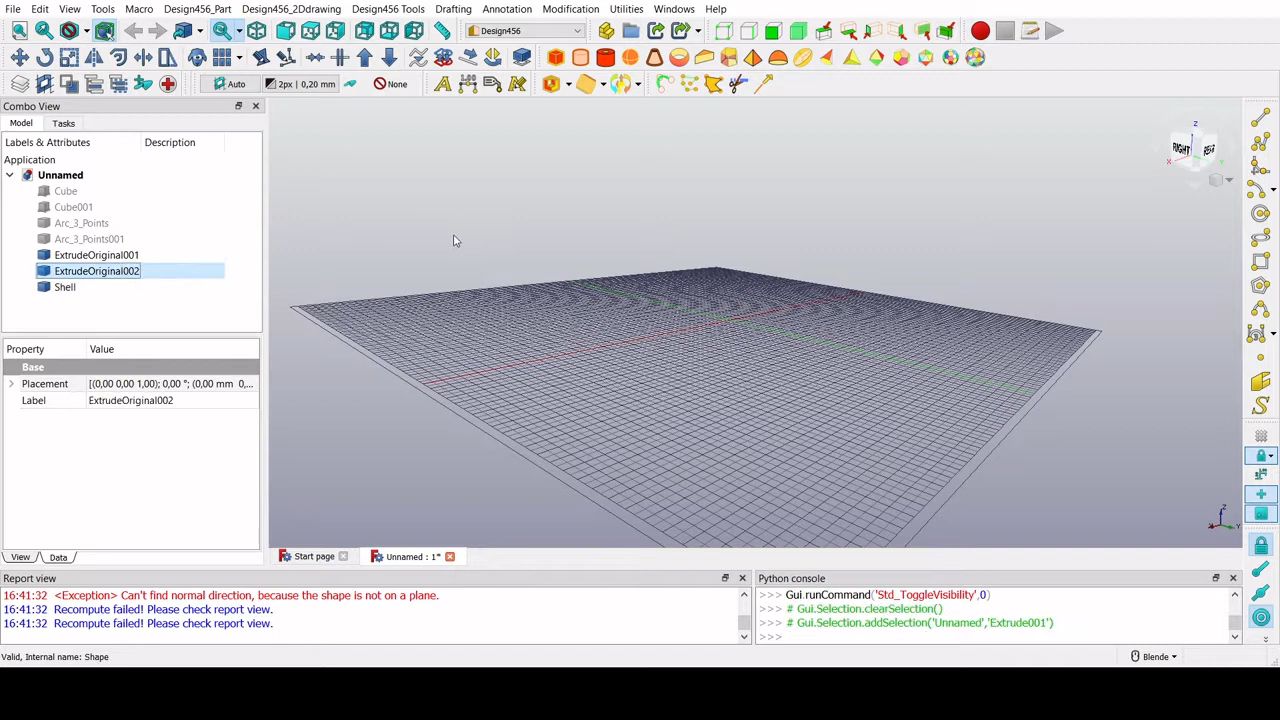 File Edit View Tools Macro Design456_Part Design456_2Ddrawing Design456 Tools Drafting Annotation Modification Utilities Windows Help
Design456
Auto 2px | 0,20 mm None
Combo View
Model Tasks
Labels & Attributes Description
Application
Unnamed
Cube
Cube001
Arc_3_Points
Arc_3_Points001
ExtrudeOriginal001
ExtrudeOriginal002
Shell
Property Value
Base
Placement [(0,00 0,00 1,00); 0,00 °; (0,00 mm 0,...
Label ExtrudeOriginal002
View Data
Z
RIGHT REAR
X Y
Z
X Y
Start page Unnamed : 1*
Report view
16:41:32 <Exception> Can't find normal direction, because the shape is not on a plane.
16:41:32 Recompute failed! Please check report view.
16:41:32 Recompute failed! Please check report view.
Python console
>>> Gui.runCommand('Std_ToggleVisibility',0)
>>> # Gui.Selection.clearSelection()
>>> # Gui.Selection.addSelection('Unnamed','Extrude001')
>>>
Valid, Internal name: Shape
Blende